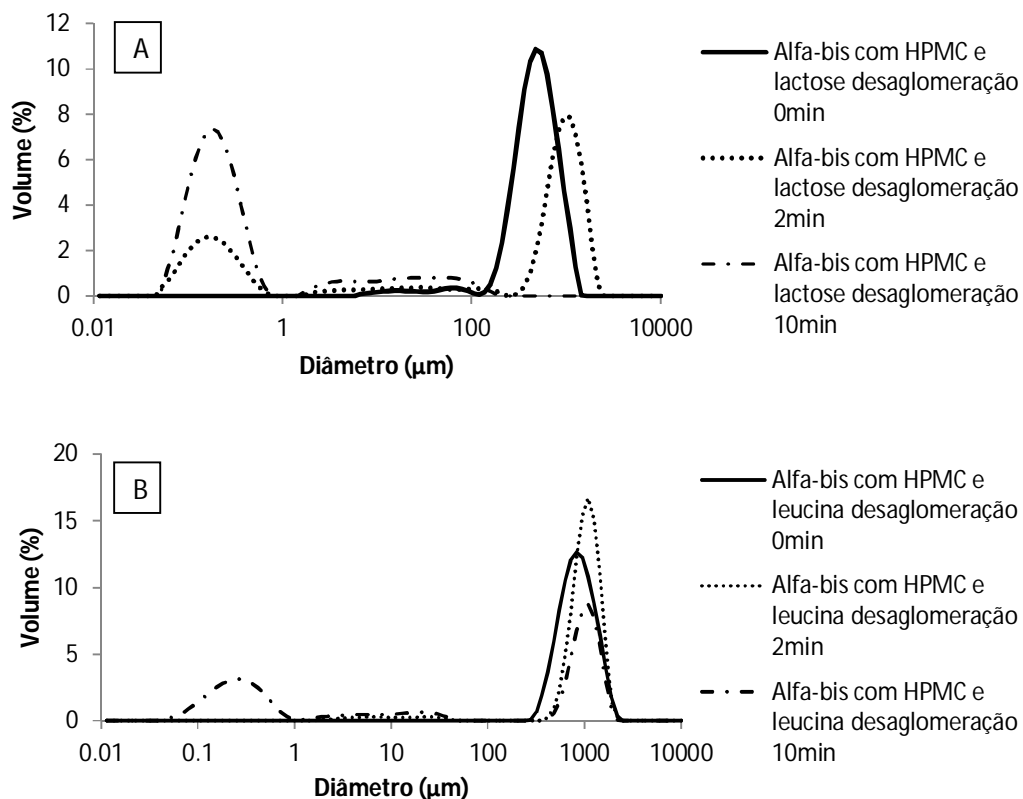 12
10
8
6
4
2
0
Volume (%)
A
0.01
1
100
10000
Diâmetro (µm)
Alfa-bis com HPMC e
lactose desaglomeração
0min
Alfa-bis com HPMC e
lactose desaglomeração
2min
Alfa-bis com HPMC e
lactose desaglomeração
10min
20
15
10
5
0
Volume (%)
B
0.01
0.1
1
10
100
1000
10000
Diâmetro (µm)
Alfa-bis com HPMC e
leucina desaglomeração
0min
Alfa-bis com HPMC e
leucina desaglomeração
2min
Alfa-bis com HPMC e
leucina desaglomeração
10min